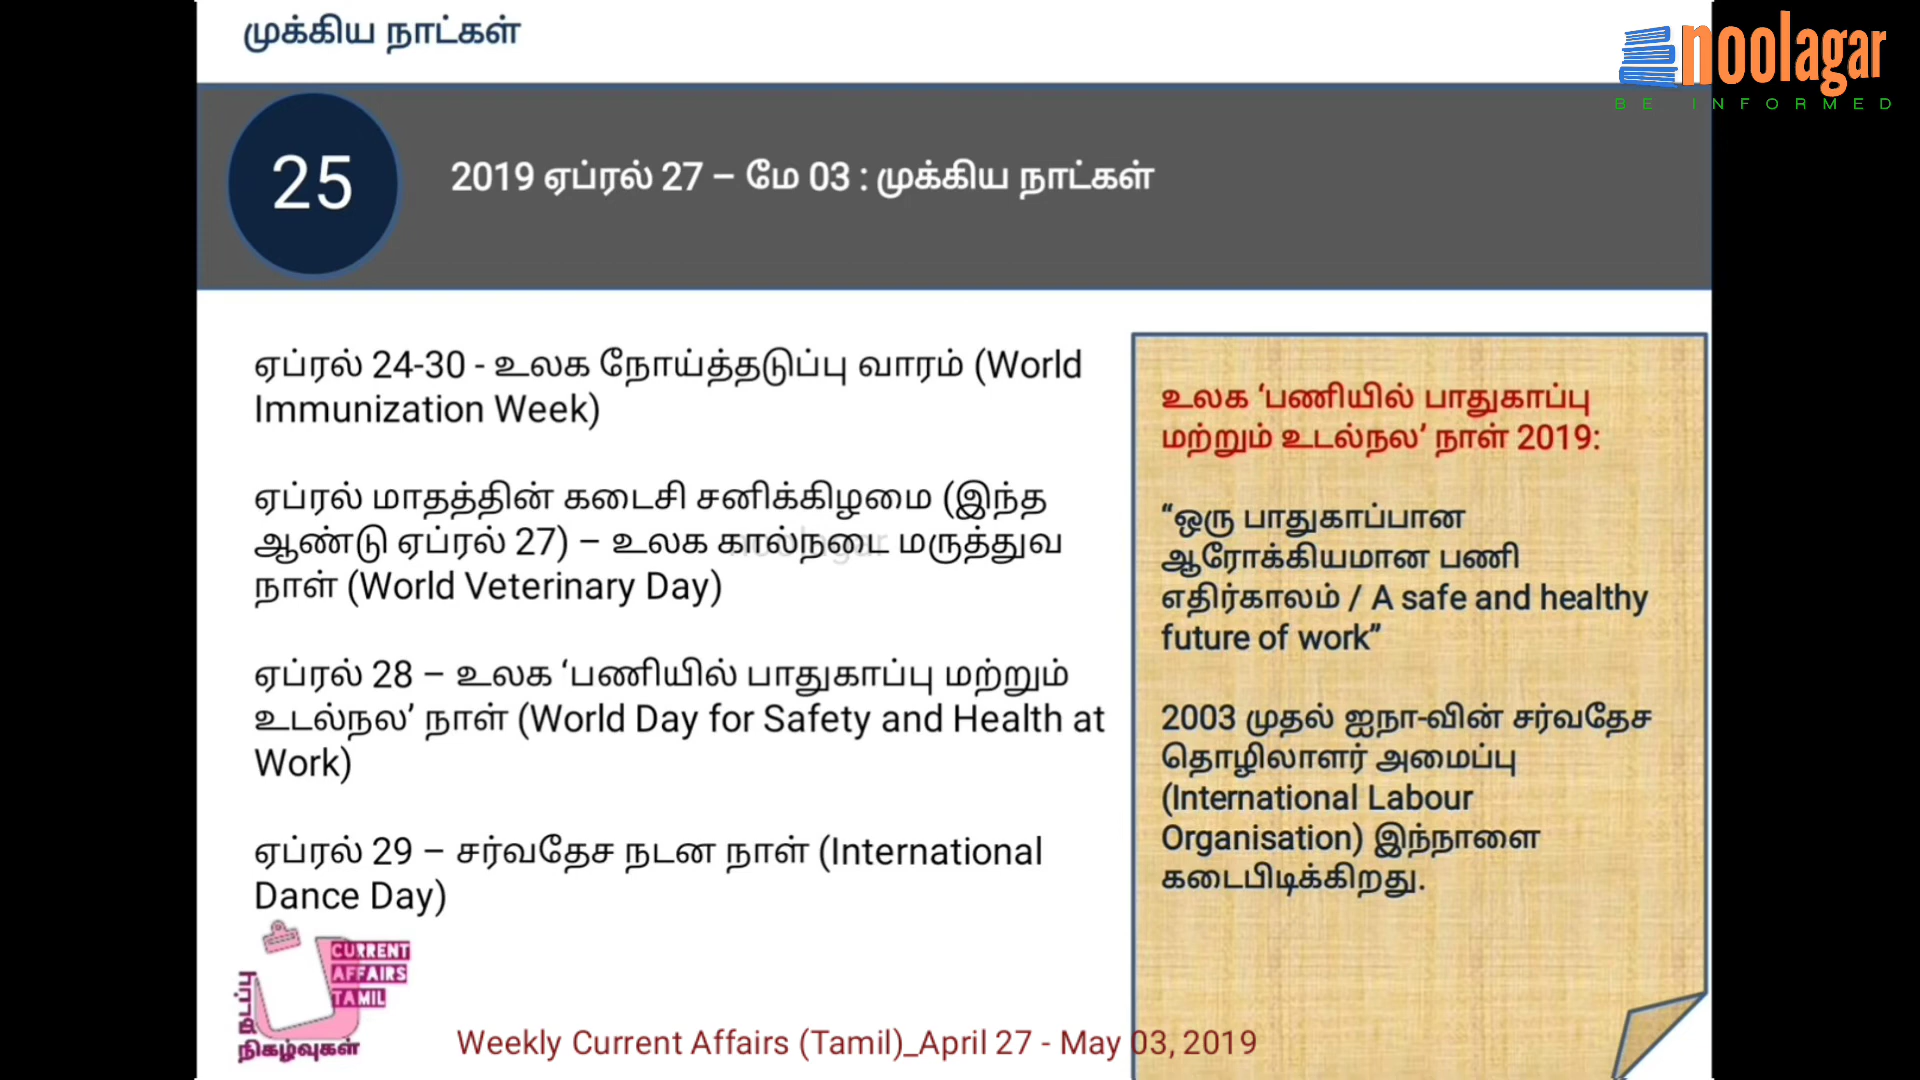 முக்கிய நாட்கள்
noolagar
BE INFORMED
25
2019 ஏப்ரல் 27 – மே 03 : முக்கிய நாட்கள்
ஏப்ரல் 24-30 - உலக நோய்த்தடுப்பு வாரம் (World
Immunization Week)
ஏப்ரல் மாதத்தின் கடைசி சனிக்கிழமை (இந்த
ஆண்டு ஏப்ரல் 27) – உலக கால்நடை மருத்துவ
நாள் (World Veterinary Day)
ஏப்ரல் 28 – உலக ‘பணியில் பாதுகாப்பு மற்றும்
உடல்நல’ நாள் (World Day for Safety and Health at
Work)
ஏப்ரல் 29 – சர்வதேச நடன நாள் (International
Dance Day)
noolagar
உலக ‘பணியில் பாதுகாப்பு
மற்றும் உடல்நல’ நாள் 2019:
“ஒரு பாதுகாப்பான
ஆரோக்கியமான பணி
எதிர்காலம் / A safe and healthy
future of work”
2003 முதல் ஐநா-வின் சர்வதேச
தொழிலாளர் அமைப்பு
(International Labour
Organisation) இந்நாளை
கடைபிடிக்கிறது.
CURRENT
AFFAIRS
TAMIL
நடப்பு
நிகழ்வுகள்
Weekly Current Affairs (Tamil)_April 27 - May 03, 2019